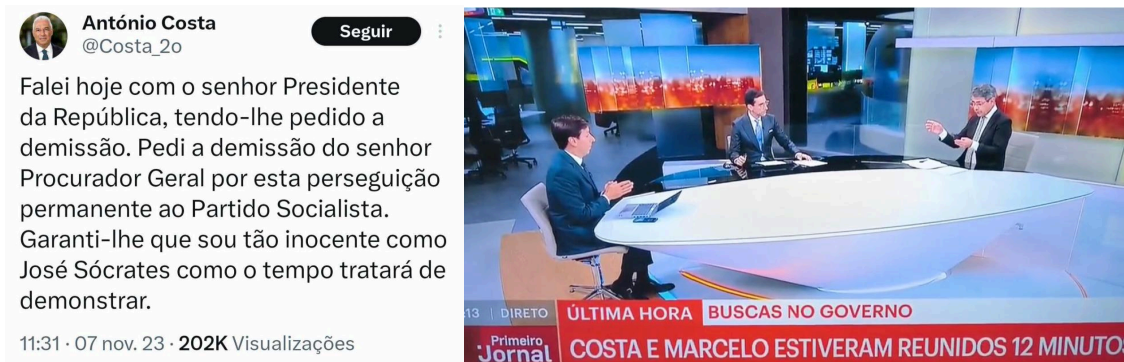 António Costa
@Costa_2o
Seguir
Falei hoje com o senhor Presidente
da República, tendo-lhe pedido a
demissão. Pedi a demissão do senhor
Procurador Geral por esta perseguição
permanente ao Partido Socialista.
Garanti-lhe que sou tão inocente como
José Sócrates como o tempo tratará de
demonstrar.
11:31 · 07 nov. 23 · 202K Visualizações
:13 | DIRETO ÚLTIMA HORA BUSCAS NO GOVERNO
Primeiro
Jornal
COSTA E MARCELO ESTIVERAM REUNIDOS 12 MINUTO